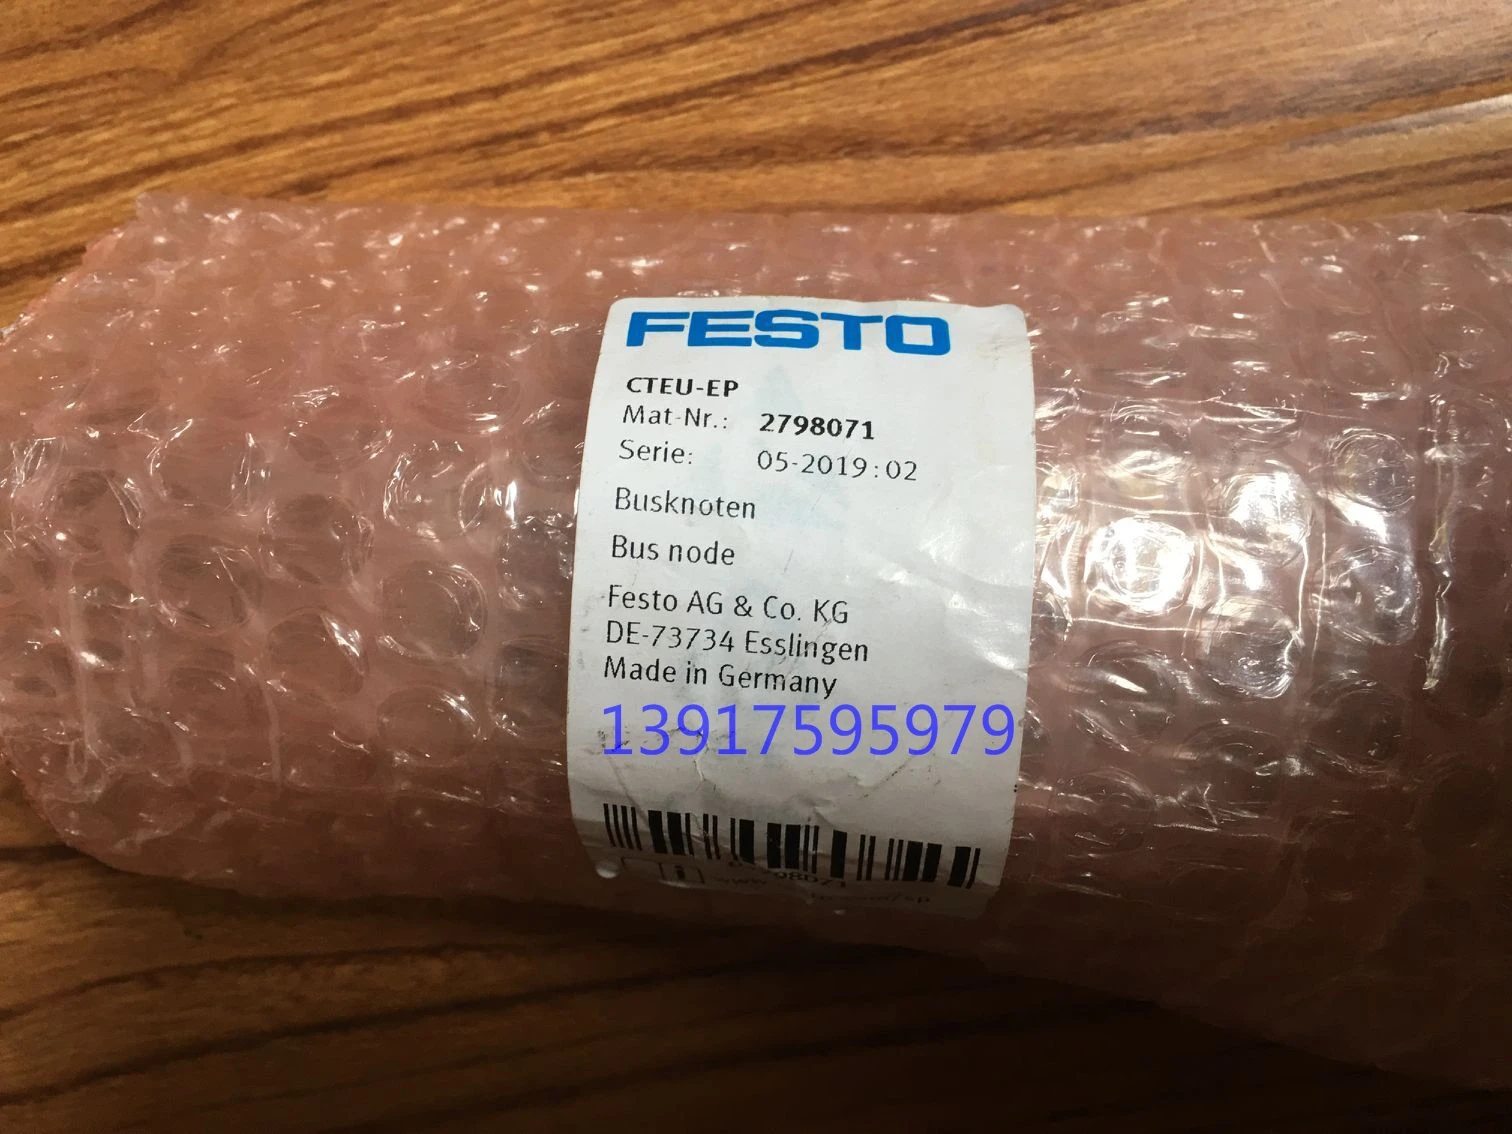 FESTO
CTEU-EP
Mat-Nr.: 2798071
Serie: 05-2019:02
Busknoten
Bus node
Festo AG & Co. KG
DE-73734 Esslingen
Made in Germany
13917595979